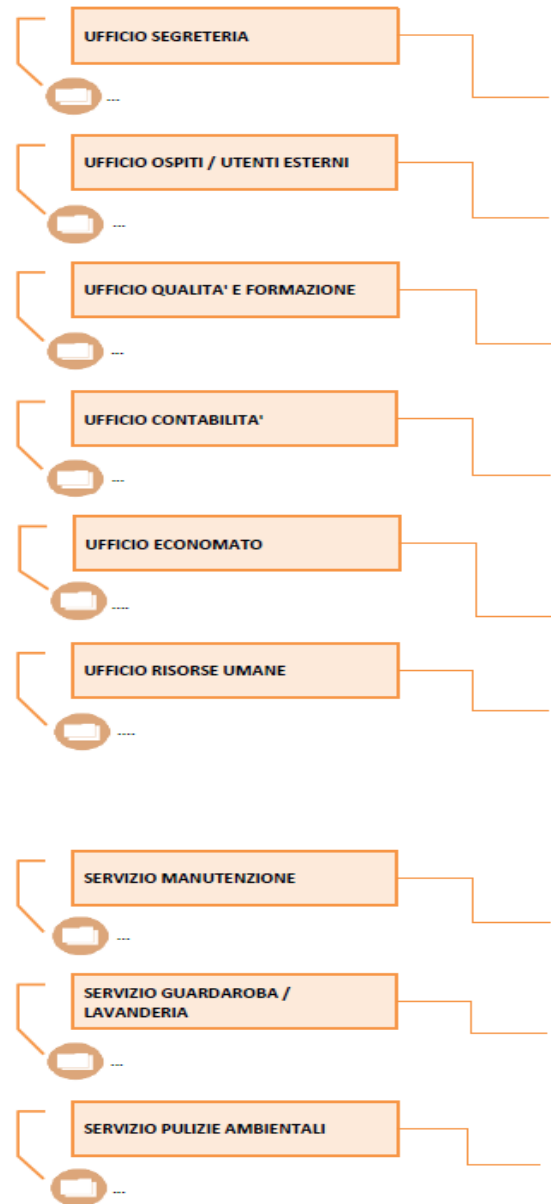 UFFICIO SEGRETERIA
---
UFFICIO OSPITI / UTENTI ESTERNI
---
UFFICIO QUALITA' E FORMAZIONE
---
UFFICIO CONTABILITA'
---
UFFICIO ECONOMATO
----
UFFICIO RISORSE UMANE
----
SERVIZIO MANUTENZIONE
---
SERVIZIO GUARDAROBA /
LAVANDERIA
---
SERVIZIO PULIZIE AMBIENTALI
---